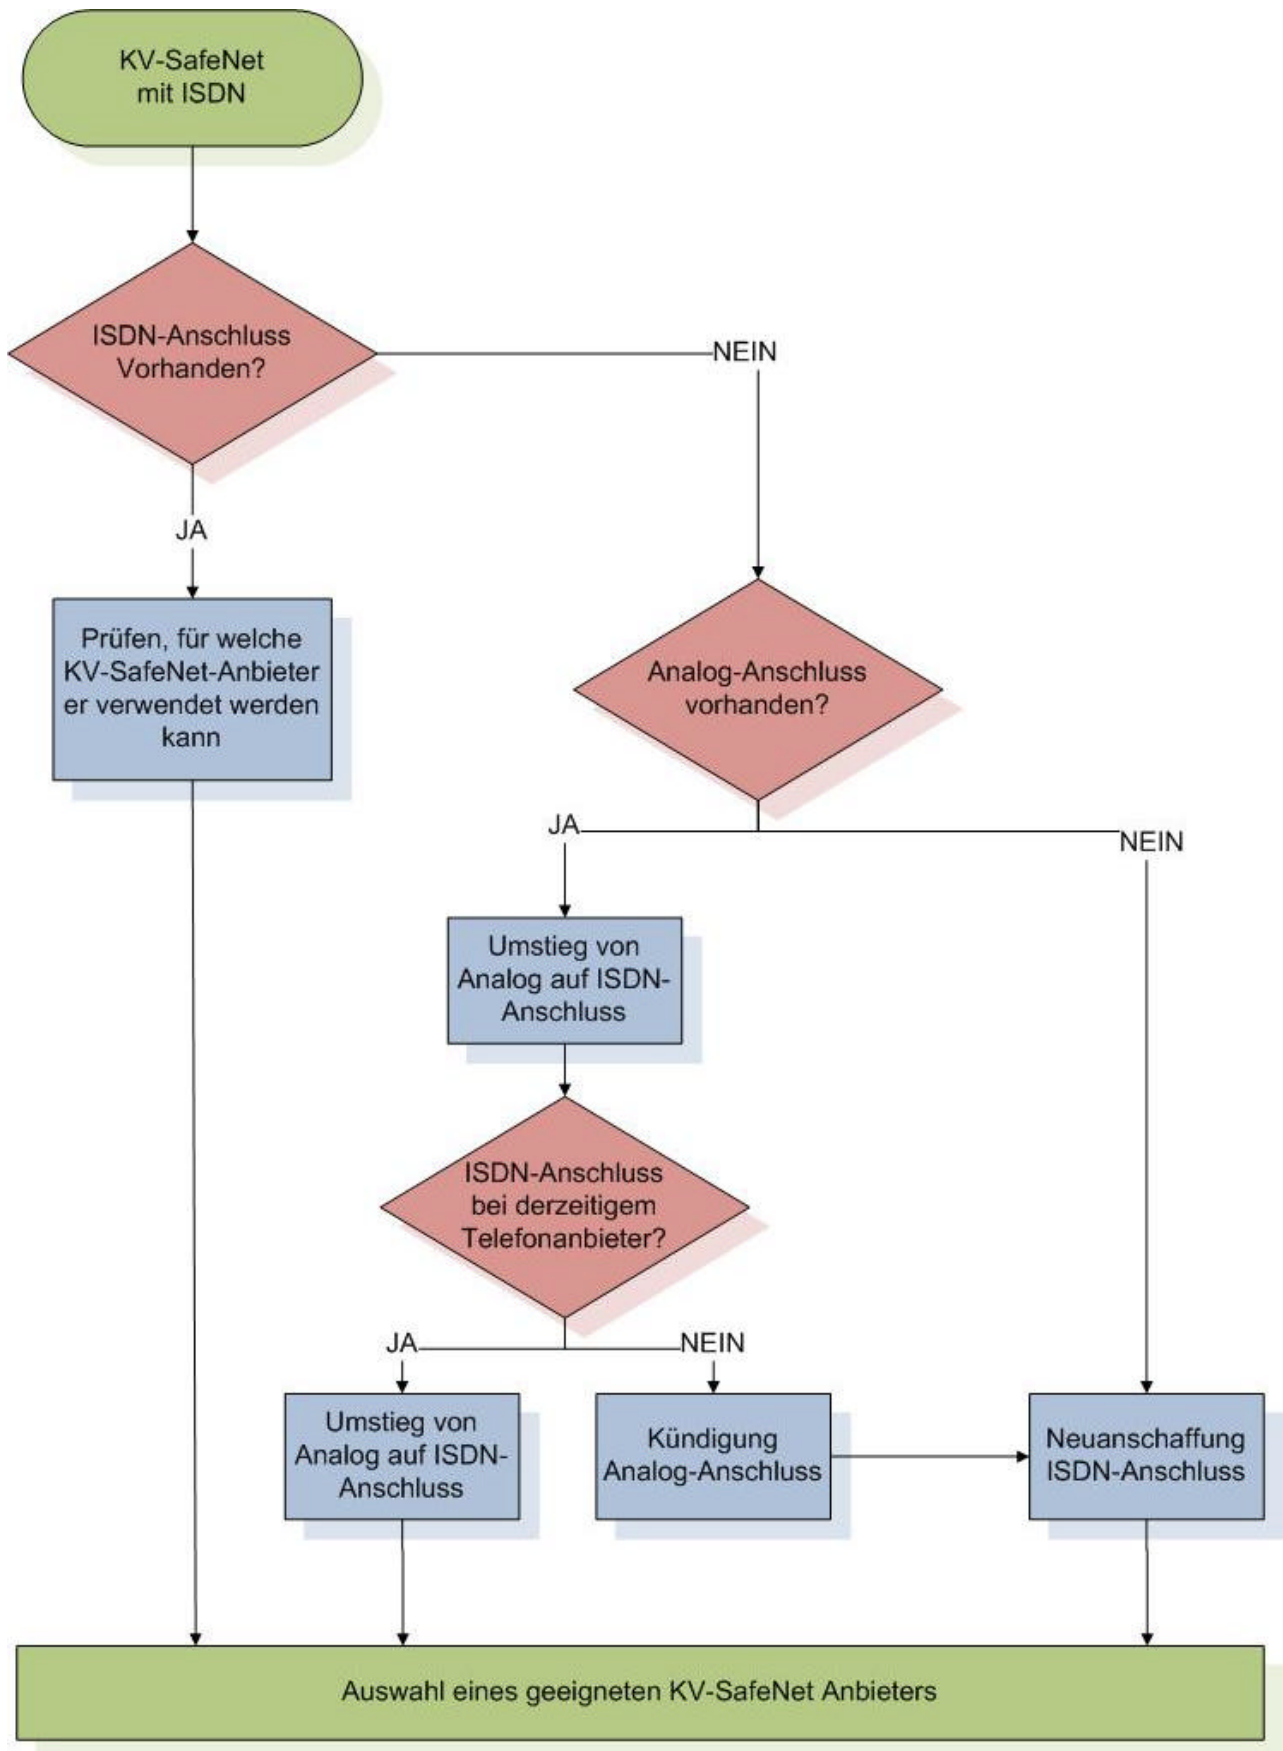 KV-SafeNet
mit ISDN
ISDN-Anschluss
Vorhanden?
NEIN
JA
Prüfen, für welche
KV-SafeNet-Anbieter
er verwendet werden
kann
Analog-Anschluss
vorhanden?
JA
NEIN
Umstieg von
Analog auf ISDN-
Anschluss
ISDN-Anschluss
bei derzeitigem
Telefonanbieter?
JA
NEIN
Umstieg von
Analog auf ISDN-
Anschluss
Kündigung
Analog-Anschluss
Neuanschaffung
ISDN-Anschluss
Auswahl eines geeigneten KV-SafeNet Anbieters